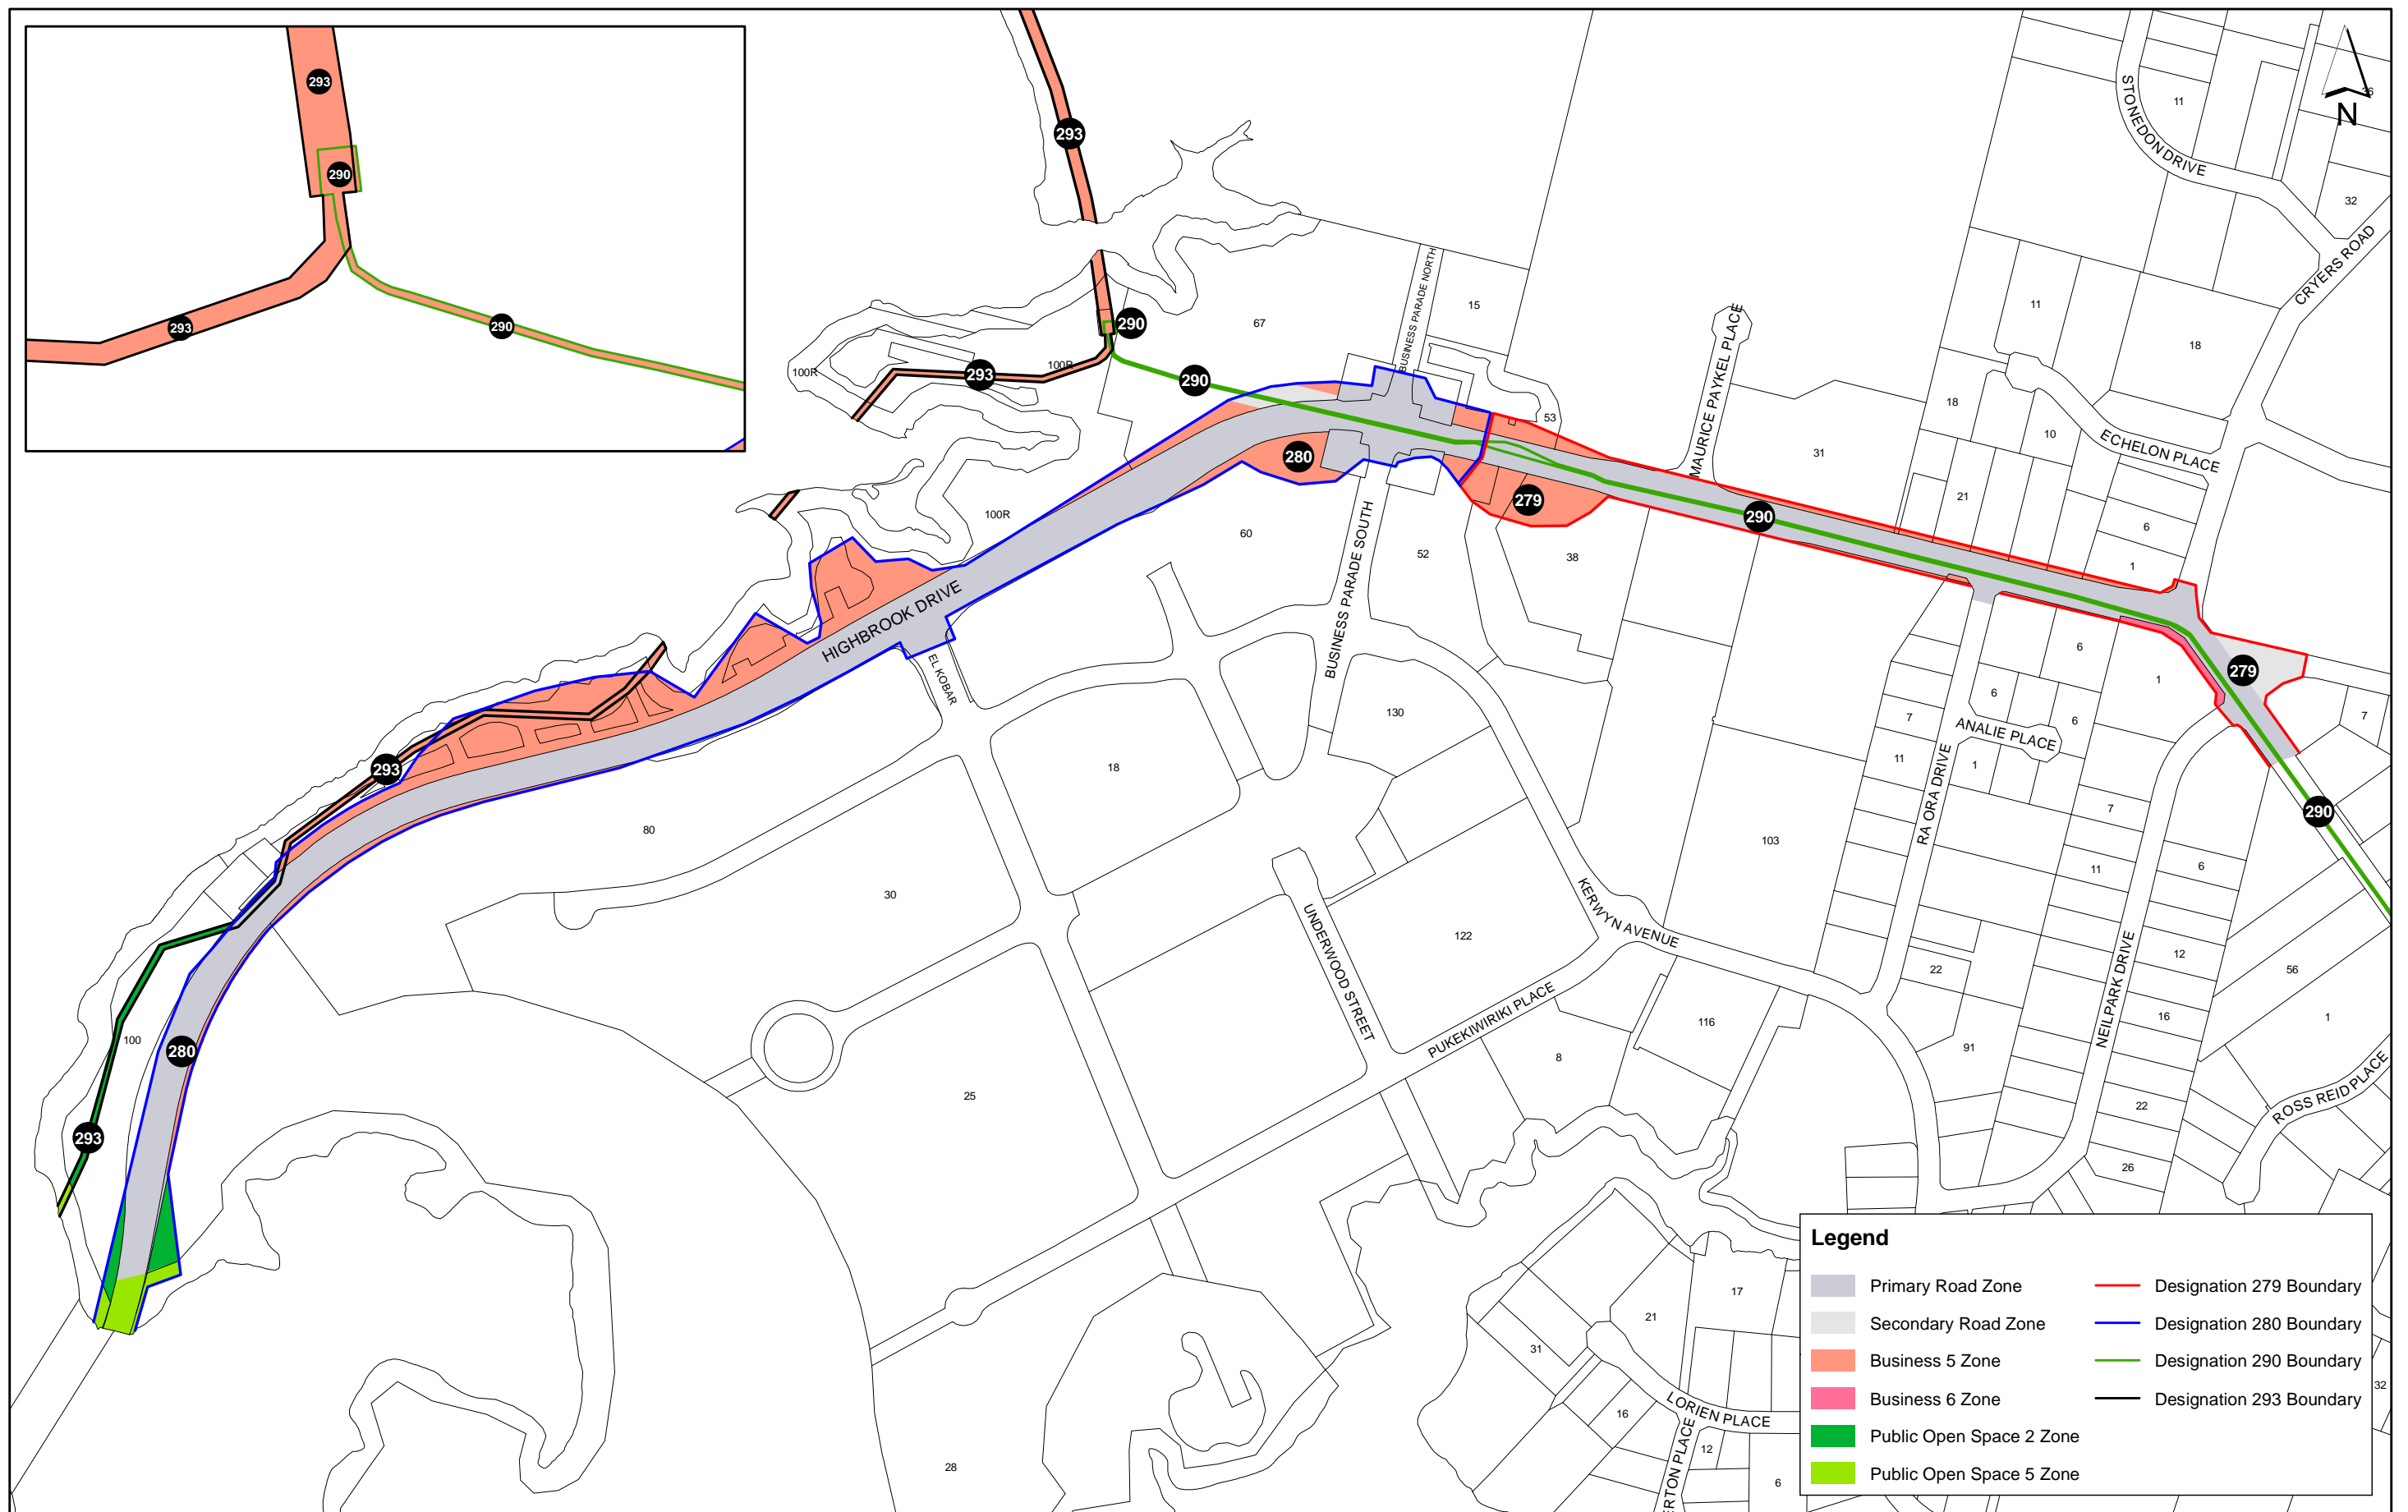 293
290
293
290
293
290
290
293
100R
100R
100R
67
15
53
BUSINESS PARADE NORTH
MAURICE PAYKEL PLACE
31
STONEDON DRIVE
11
N
32
CRYERS ROAD
11
18
18
10
ECHELON PLACE
21
6
1
280
279
290
60
52
38
BUSINESS PARADE SOUTH
HIGHBROOK DRIVE
EL KOBAR
130
18
80
30
103
293
280
100
293
6
6
6
1
279
7
7
11
ANALIE PLACE
1
RA ORA DRIVE
7
11
6
290
12
56
16
1
22
91
22
26
NEILPARK DRIVE
ROSS REID PLACE
KERWYN AVENUE
UNDERWOOD STREET
122
PUKEKIWIRIKI PLACE
116
8
25
28
17
21
31
16
12
6
LORIEN PLACE
ERTON PLACE
32
Legend
Primary Road Zone
Secondary Road Zone
Business 5 Zone
Business 6 Zone
Public Open Space 2 Zone
Public Open Space 5 Zone
Designation 279 Boundary
Designation 280 Boundary
Designation 290 Boundary
Designation 293 Boundary